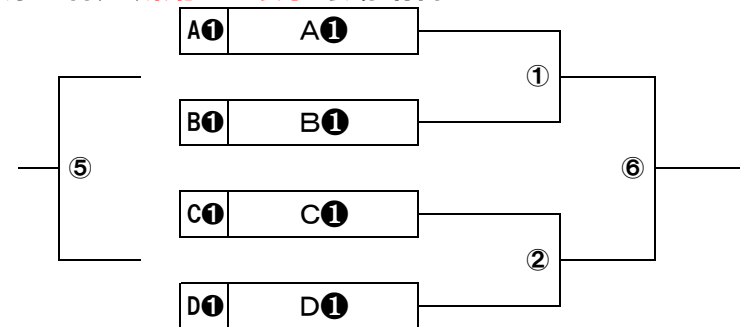 A❶ A❶
①
B❶ B❶
⑤ ⑥
C❶ C❶
②
D❶ D❶